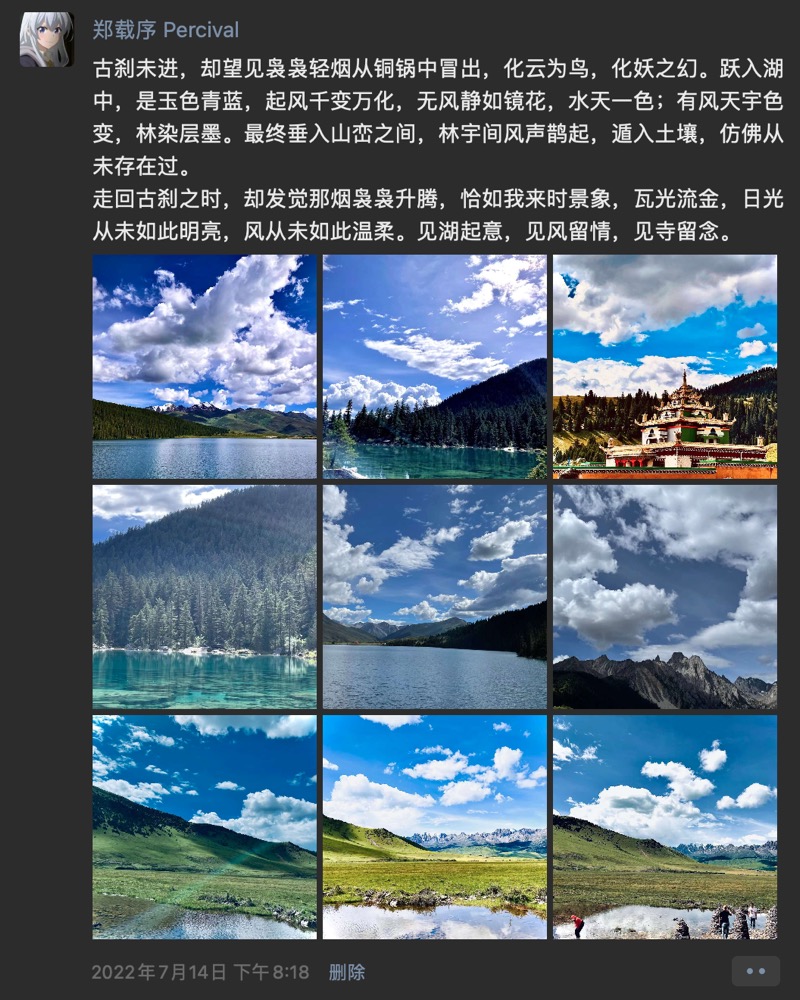 郑载序 Percival
古刹未进，却望见袅袅轻烟从铜锅中冒出，化云为鸟，化妖之幻。跃入湖
中，是玉色青蓝，起风千变万化，无风静如镜花，水天一色；有风天宇色
变，林染层墨。最终垂入山峦之间，林宇间风声鹊起，遁入土壤，仿佛从
未存在过。
走回古刹之时，却发觉那烟袅袅升腾，恰如我来时景象，瓦光流金，日光
从未如此明亮，风从未如此温柔。见湖起意，见风留情，见寺留念。
2022年7月14日 下午8:18 删除